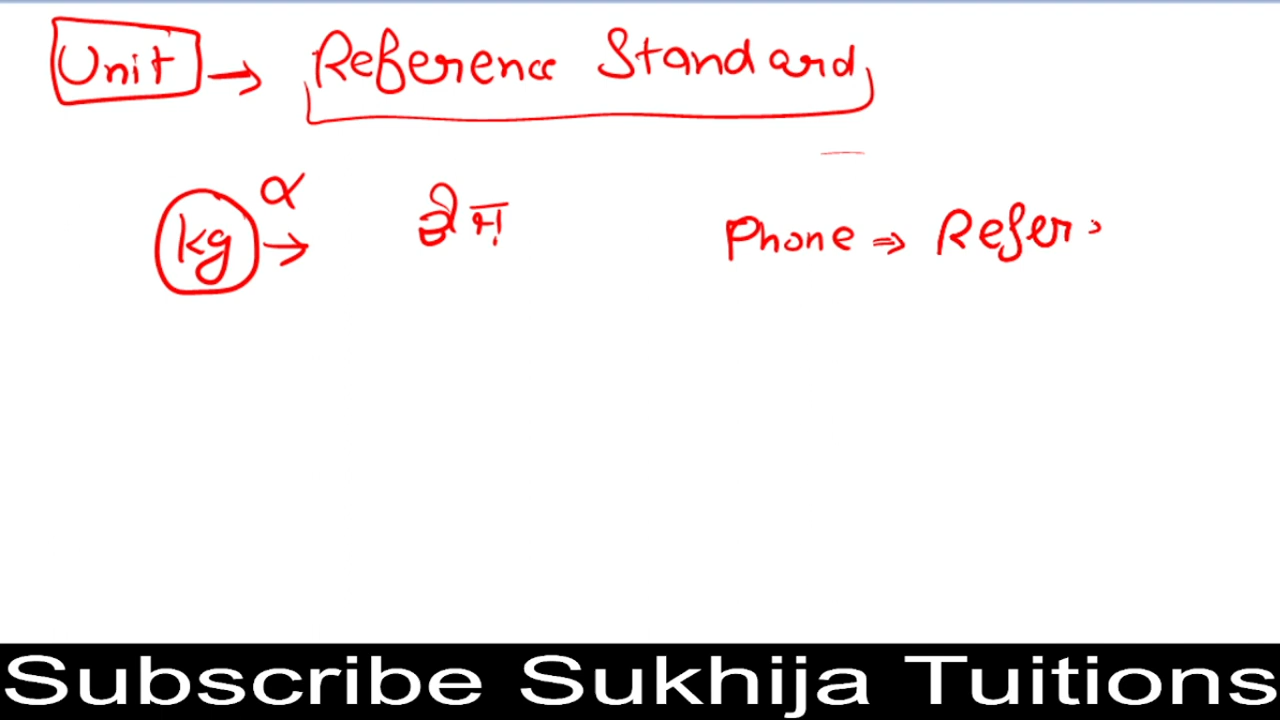 Unit → Reference Standard
kg → α
Phone ⇒ Refer
Subscribe Sukhija Tuitions